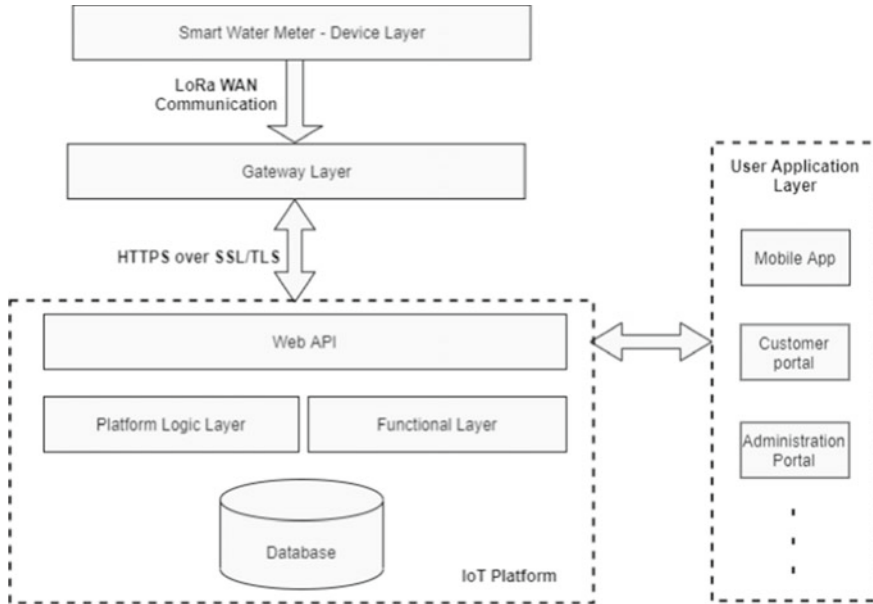 Smart Water Meter - Device Layer
LoRa WAN
Communication
Gateway Layer
HTTPS over SSL/TLS
Web API
Platform Logic Layer
Functional Layer
Database
IoT Platform
User Application
Layer
Mobile App
Customer
portal
Administration
Portal